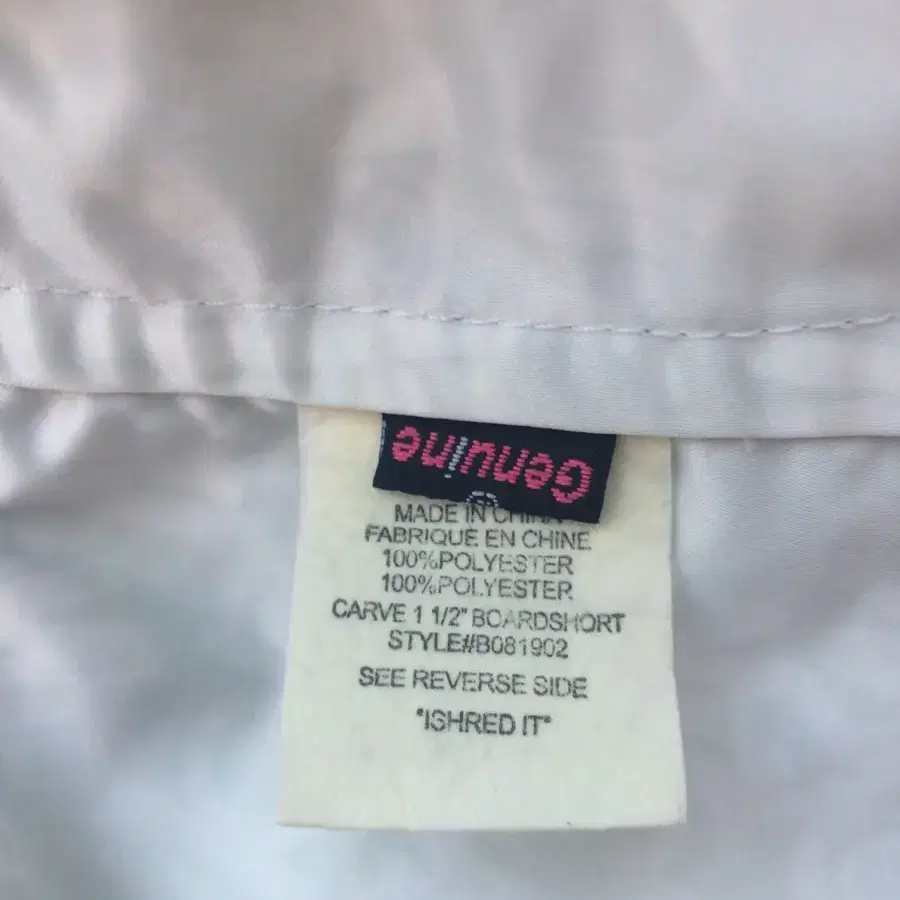 Genuine
MADE IN CHINA
FABRIQUE EN CHINE
100%POLYESTER
100%POLYESTER
CARVE 1 1/2" BOARDSHORT
STYLE#B081902
SEE REVERSE SIDE
"ISHRED IT"